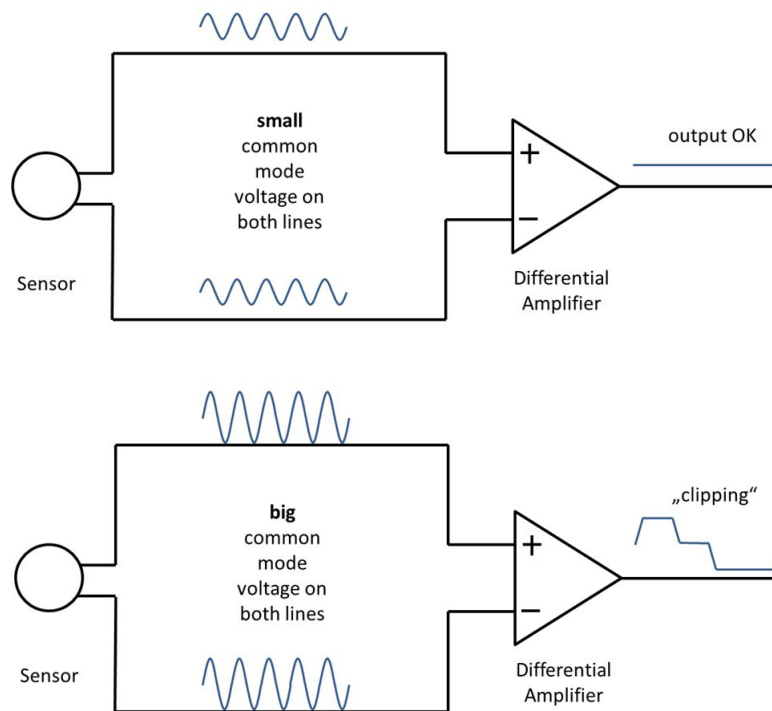 small
common
mode
voltage on
both lines
output OK
+
−
Sensor
Differential
Amplifier
big
common
mode
voltage on
both lines
„clipping“
+
−
Sensor
Differential
Amplifier